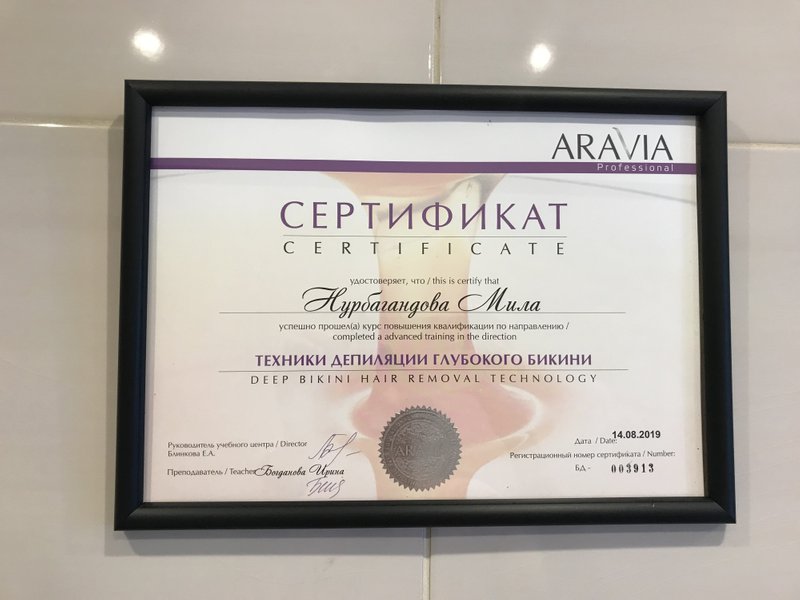 ARAVIA
Professional
СЕРТИФИКАТ
CERTIFICATE
удостоверяет, что / this is certify that
Нурбагандова Мила
успешно прошел(а) курс повышения квалификации по направлению /
completed a advanced training in the direction
ТЕХНИКИ ДЕПИЛЯЦИИ ГЛУБОКОГО БИКИНИ
DEEP BIKINI HAIR REMOVAL TECHNOLOGY
Руководитель учебного центра / Director
Блинкова Е.А.
Преподаватель / Teacher Богданова Ирина
Дата / Date: 14.08.2019
Регистрационный номер сертификата / Number:
БД - 003913